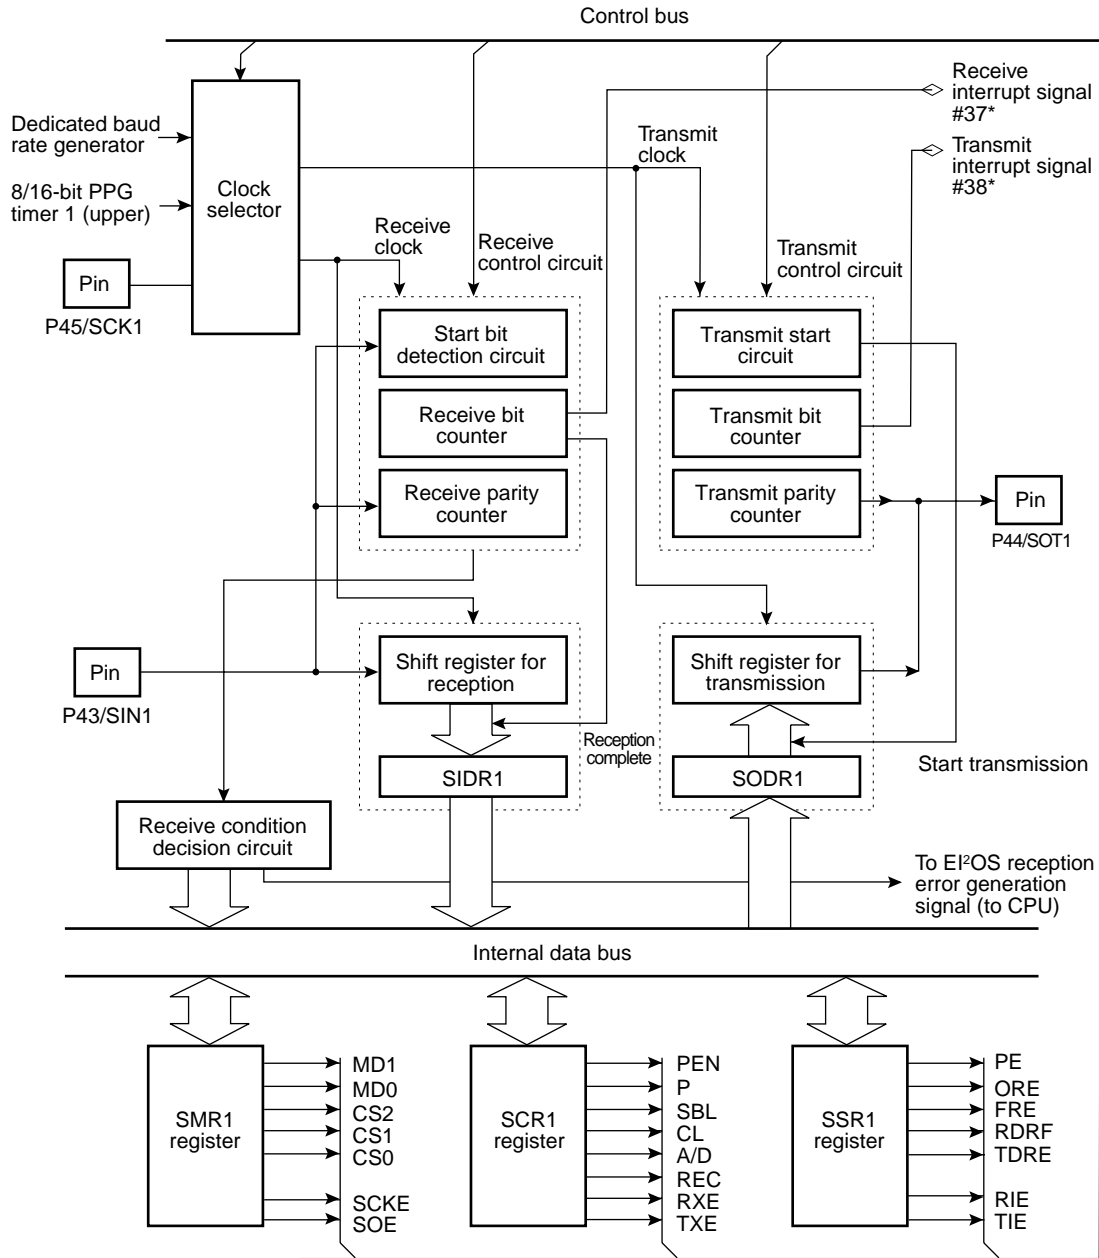 Control bus
Receive
interrupt signal
#37*
Dedicated baud
rate generator
Transmit
clock
Transmit
interrupt signal
#38*
8/16-bit PPG
timer 1 (upper)
Clock
selector
Receive
clock
Receive
control circuit
Transmit
control circuit
Pin
P45/SCK1
Start bit
detection circuit
Transmit start
circuit
Receive bit
counter
Transmit bit
counter
Receive parity
counter
Transmit parity
counter
Pin
P44/SOT1
Pin
P43/SIN1
Shift register for
reception
Shift register for
transmission
Reception
complete
Start transmission
SIDR1
SODR1
Receive condition
decision circuit
To EI²OS reception
error generation
signal (to CPU)
Internal data bus
SMR1
register
MD1
MD0
CS2
CS1
CS0
SCKE
SOE
SCR1
register
PEN
P
SBL
CL
A/D
REC
RXE
TXE
SSR1
register
PE
ORE
FRE
RDRF
TDRE
RIE
TIE